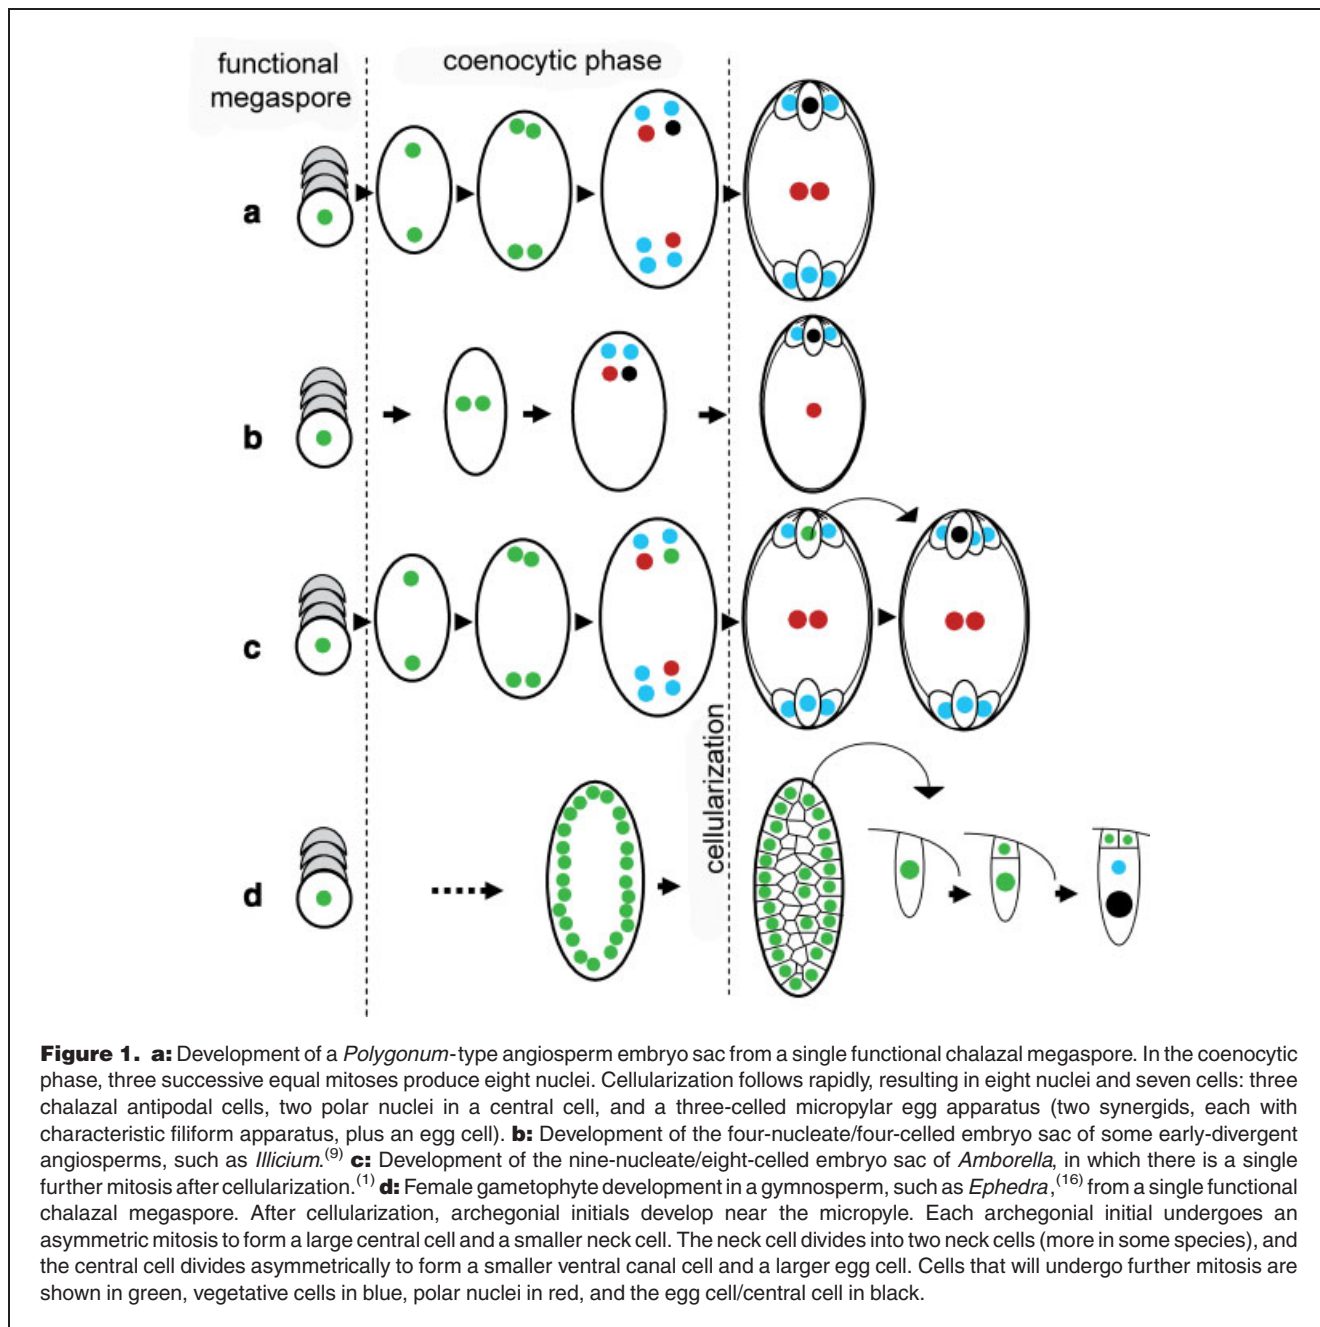 functional
megaspore
coenocytic phase
a
b
c
cellularization
d
Figure 1. a: Development of a Polygonum-type angiosperm embryo sac from a single functional chalazal megaspore. In the coenocytic
phase, three successive equal mitoses produce eight nuclei. Cellularization follows rapidly, resulting in eight nuclei and seven cells: three
chalazal antipodal cells, two polar nuclei in a central cell, and a three-celled micropylar egg apparatus (two synergids, each with
characteristic filiform apparatus, plus an egg cell). b: Development of the four-nucleate/four-celled embryo sac of some early-divergent
angiosperms, such as Illicium.(9) c: Development of the nine-nucleate/eight-celled embryo sac of Amborella, in which there is a single
further mitosis after cellularization.(1) d: Female gametophyte development in a gymnosperm, such as Ephedra,(16) from a single functional
chalazal megaspore. After cellularization, archegonial initials develop near the micropyle. Each archegonial initial undergoes an
asymmetric mitosis to form a large central cell and a smaller neck cell. The neck cell divides into two neck cells (more in some species), and
the central cell divides asymmetrically to form a smaller ventral canal cell and a larger egg cell. Cells that will undergo further mitosis are
shown in green, vegetative cells in blue, polar nuclei in red, and the egg cell/central cell in black.